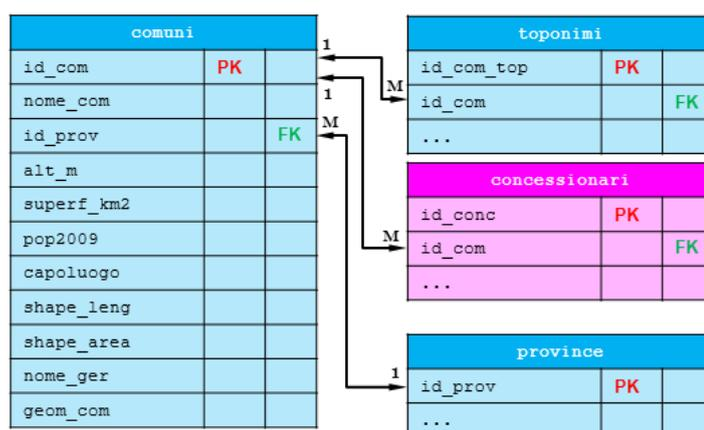 comuni
id_com PK
nome_com
id_prov FK
alt_m
superf_km2
pop2009
capoluogo
shape_leng
shape_area
nome_ger
geom_com
1
1
M
M
M
1
toponimi
id_com_top PK
id_com FK
...
concessionari
id_conc PK
id_com FK
...
province
id_prov PK
...